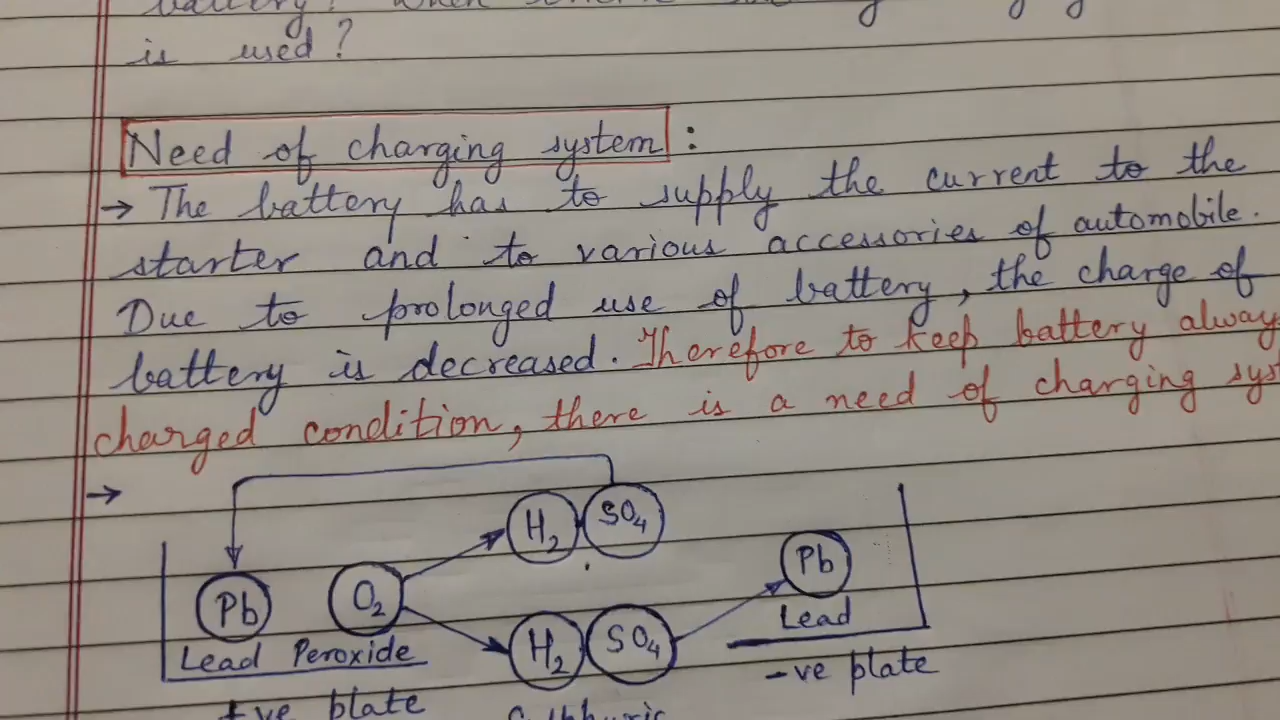 is used?
Need of charging system :
→ The battery has to supply the current to the
starter and to various accessories of automobile.
Due to prolonged use of battery, the charge of
battery is decreased. Therefore to keep battery alway
charged condition, there is a need of charging sys
→
H2 SO4
Pb O2 Pb
Lead Peroxide Lead
H2 SO4
+ve plate -ve plate